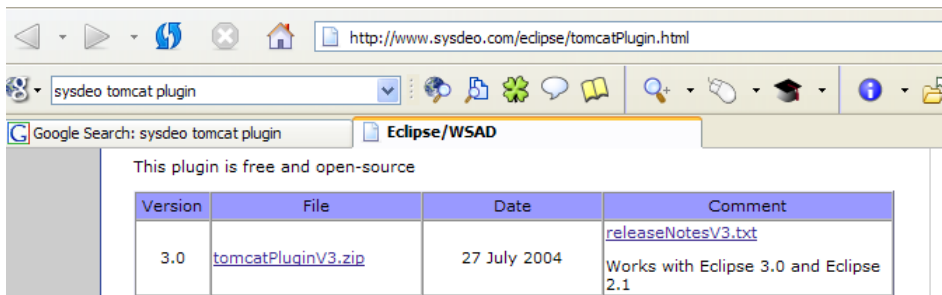 http://www.sysdeo.com/eclipse/tomcatPlugin.html
sysdeo tomcat plugin
G Google Search: sysdeo tomcat plugin Eclipse/WSAD
This plugin is free and open-source
Version File Date Comment
releaseNotesV3.txt
3.0 tomcatPluginV3.zip 27 July 2004
Works with Eclipse 3.0 and Eclipse
2.1